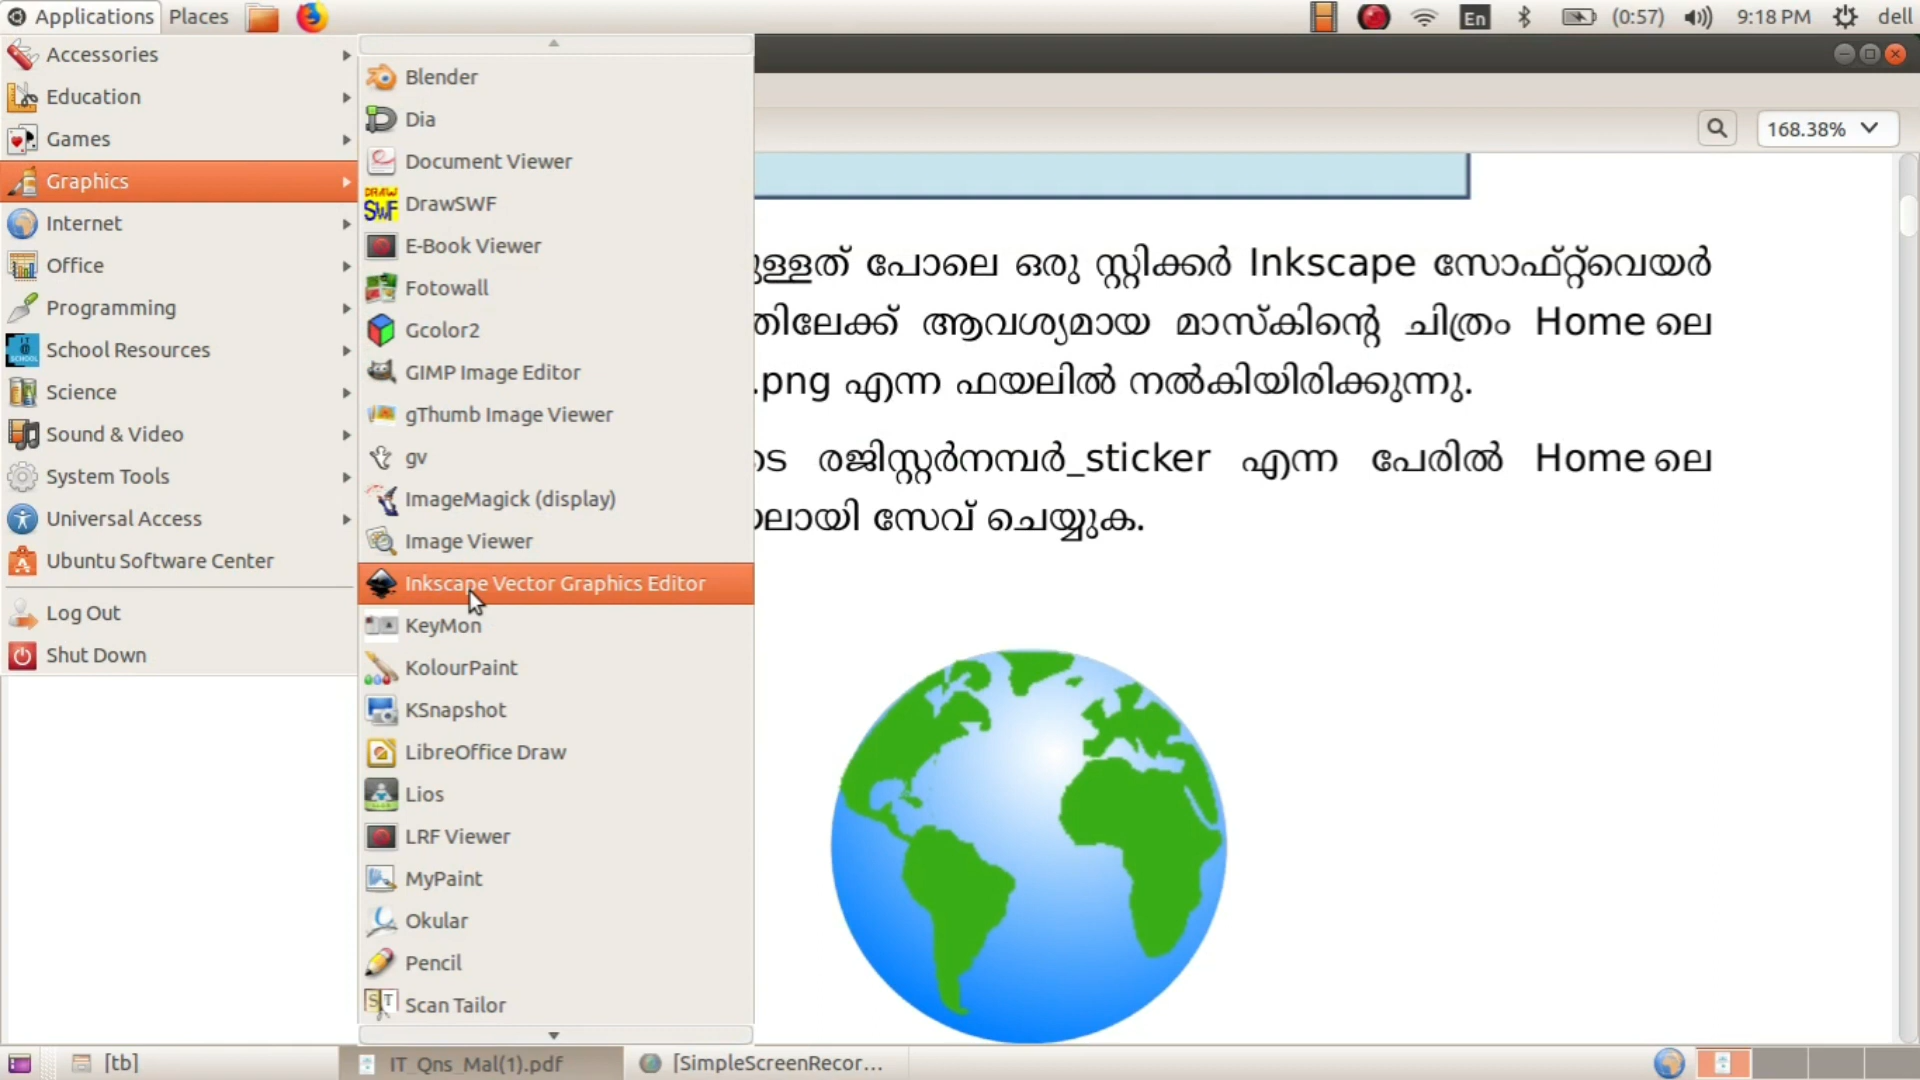 Applications Places En (0:57) 9:18 PM dell
Accessories
Education
Games
Graphics
Internet
Office
Programming
School Resources
Science
Sound & Video
System Tools
Universal Access
Ubuntu Software Center
Log Out
Shut Down
Blender
Dia
Document Viewer
DrawSWF
E-Book Viewer
Fotowall
Gcolor2
GIMP Image Editor
gThumb Image Viewer
gv
ImageMagick (display)
Image Viewer
Inkscape Vector Graphics Editor
KeyMon
KolourPaint
KSnapshot
LibreOffice Draw
Lios
LRF Viewer
MyPaint
Okular
Pencil
Scan Tailor
168.38%
പോലെ ഒരു സ്റ്റിക്കർ Inkscape സോഫ്റ്റ്‌വെയർ
ആവശ്യമായ മാസ്കിന്റെ ചിത്രം Home ലെ
.png എന്ന ഫയലിൽ നൽകിയിരിക്കുന്നു.
രജിസ്റ്റർനമ്പർ_sticker എന്ന പേരിൽ Home ലെ
സേവ് ചെയ്യുക.
[tb] IT_Qns_Mal(1).pdf [SimpleScreenRecor...